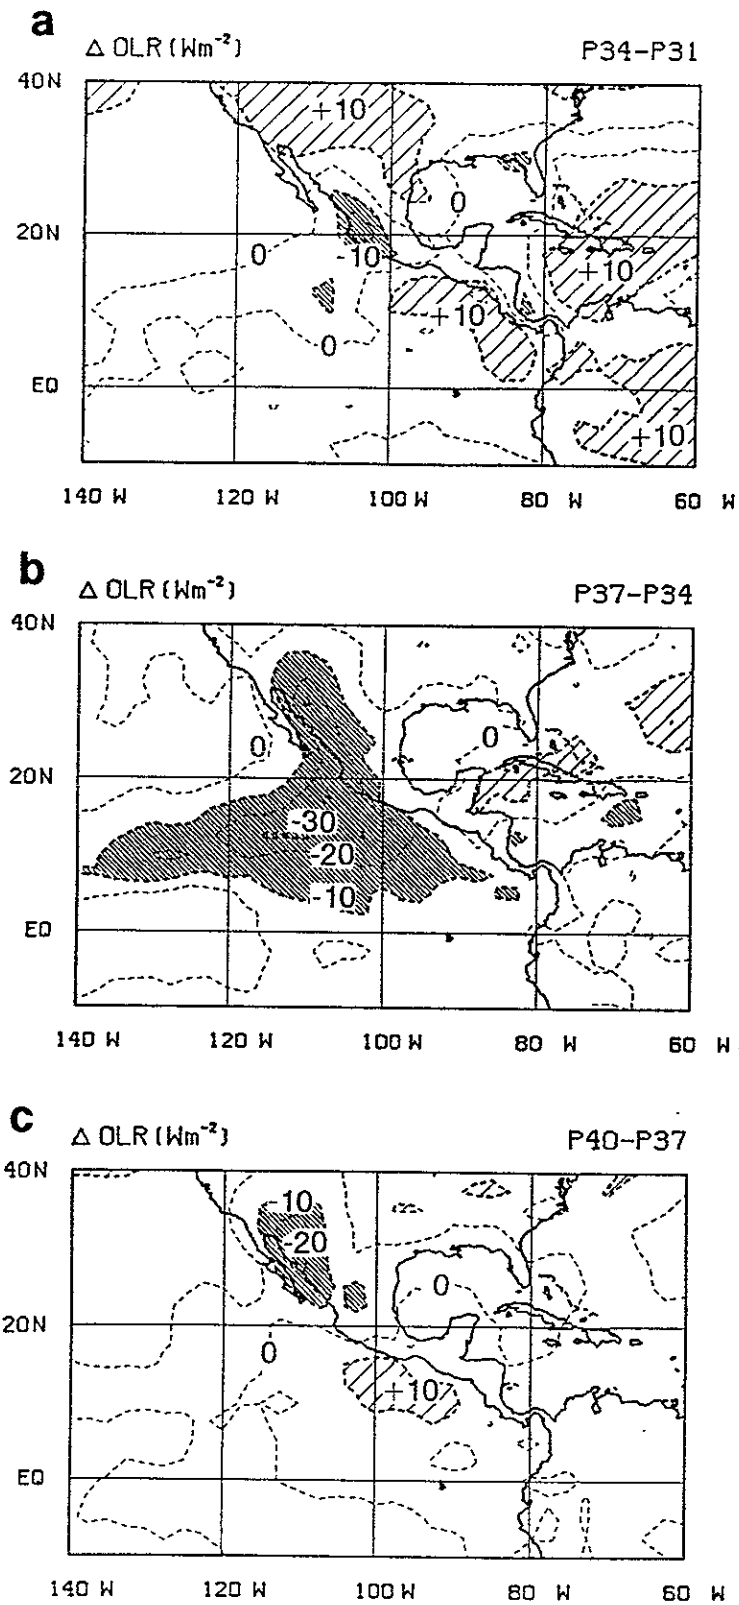 a
Δ OLR (Wm⁻²) P34-P31
40N
+10
0
20N
0
-10
+10
+10
0
EQ
+10
140 W 120 W 100 W 80 W 60 W
b
Δ OLR (Wm⁻²) P37-P34
40N
0
0
20N
-30
-20
-10
EQ
140 W 120 W 100 W 80 W 60 W
c
Δ OLR (Wm⁻²) P40-P37
40N
-10
-20
0
20N
0
+10
EQ
140 W 120 W 100 W 80 W 60 W